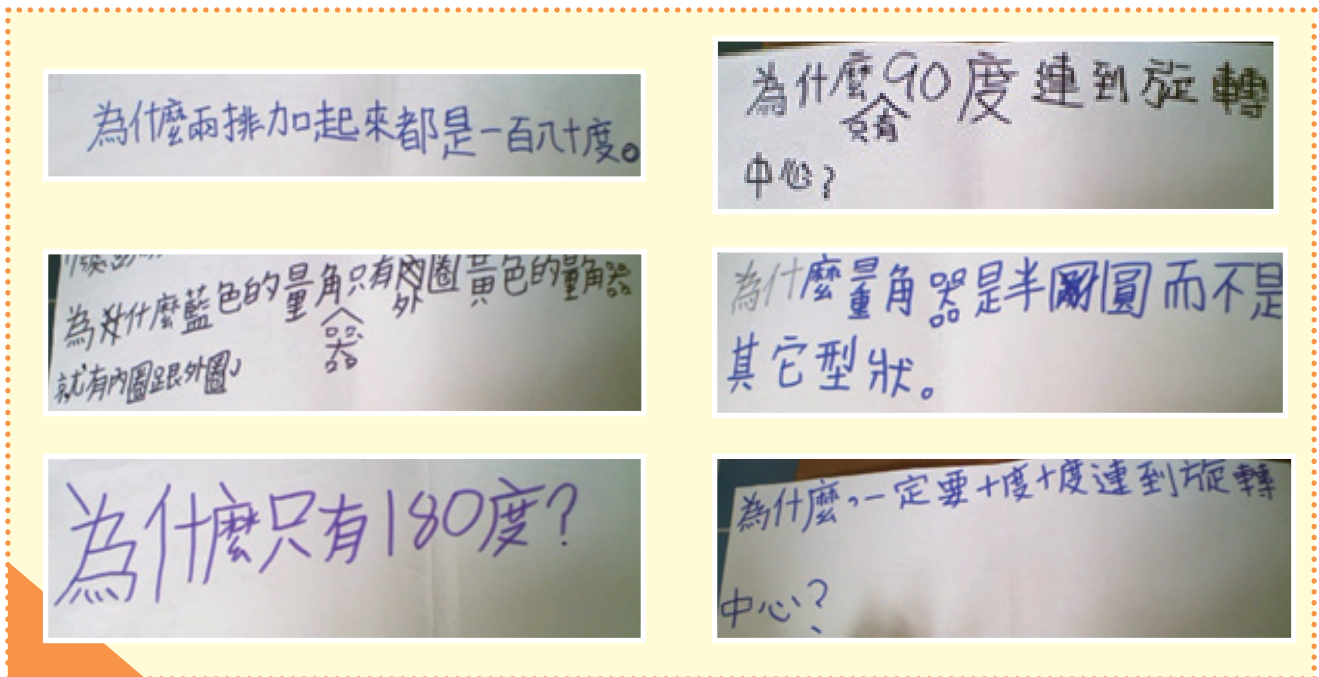 為什麼兩排加起來都是一百八十度。
為什麼只有90度連到旋轉
中心?
為什麼藍色的量角器只有外圈黃色的量角器
就有內圈跟外圈」
為什麼量角器是半圓而不是
其它型狀。
為什麼只有180度?
為什麼,一定要十度十度連到旋轉
中心?